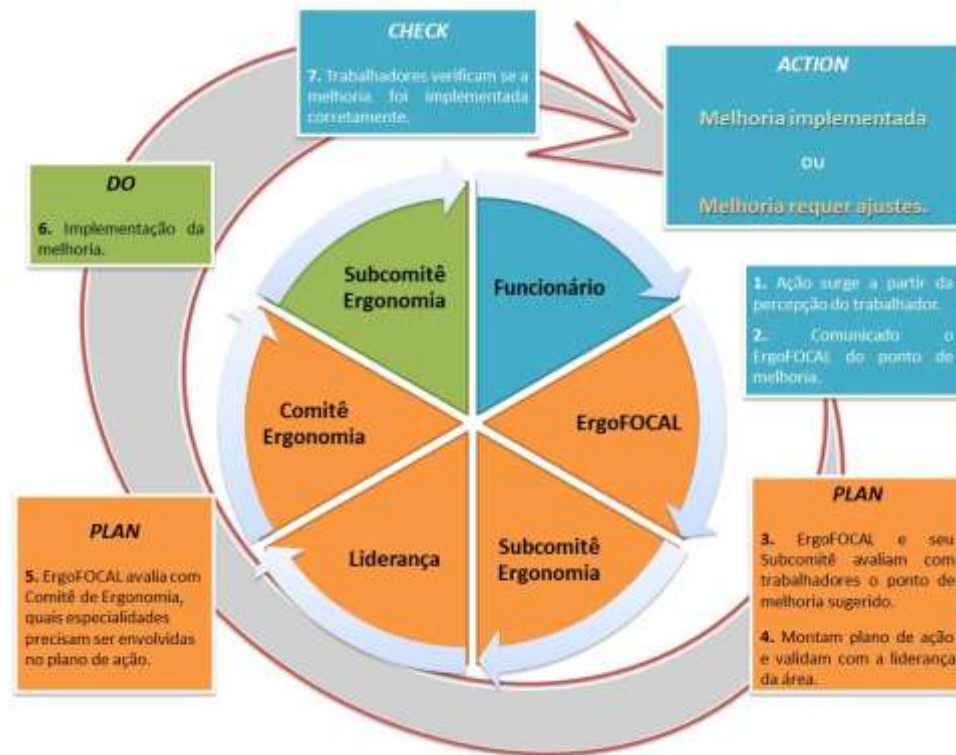 CHECK
7. Trabalhadores verificam se a
melhoria foi implementada
corretamente.
ACTION
Melhoria implementada
ou
Melhoria requer ajustes.
DO
6. Implementação da
melhoria.
Subcomitê
Ergonomia
Funcionário
1. Ação surge a partir da
percepção do trabalhador.
2. Comunicado o
ErgoFOCAL do ponto de
melhoria.
Comitê
Ergonomia
ErgoFOCAL
Liderança
Subcomitê
Ergonomia
PLAN
5. ErgoFOCAL avalia com
Comitê de Ergonomia,
quais especialidades
precisam ser envolvidas
no plano de ação.
PLAN
3. ErgoFOCAL e seu
Subcomitê avaliam com
trabalhadores o ponto de
melhoria sugerido.
4. Montam plano de ação
e validam com a liderança
da área.